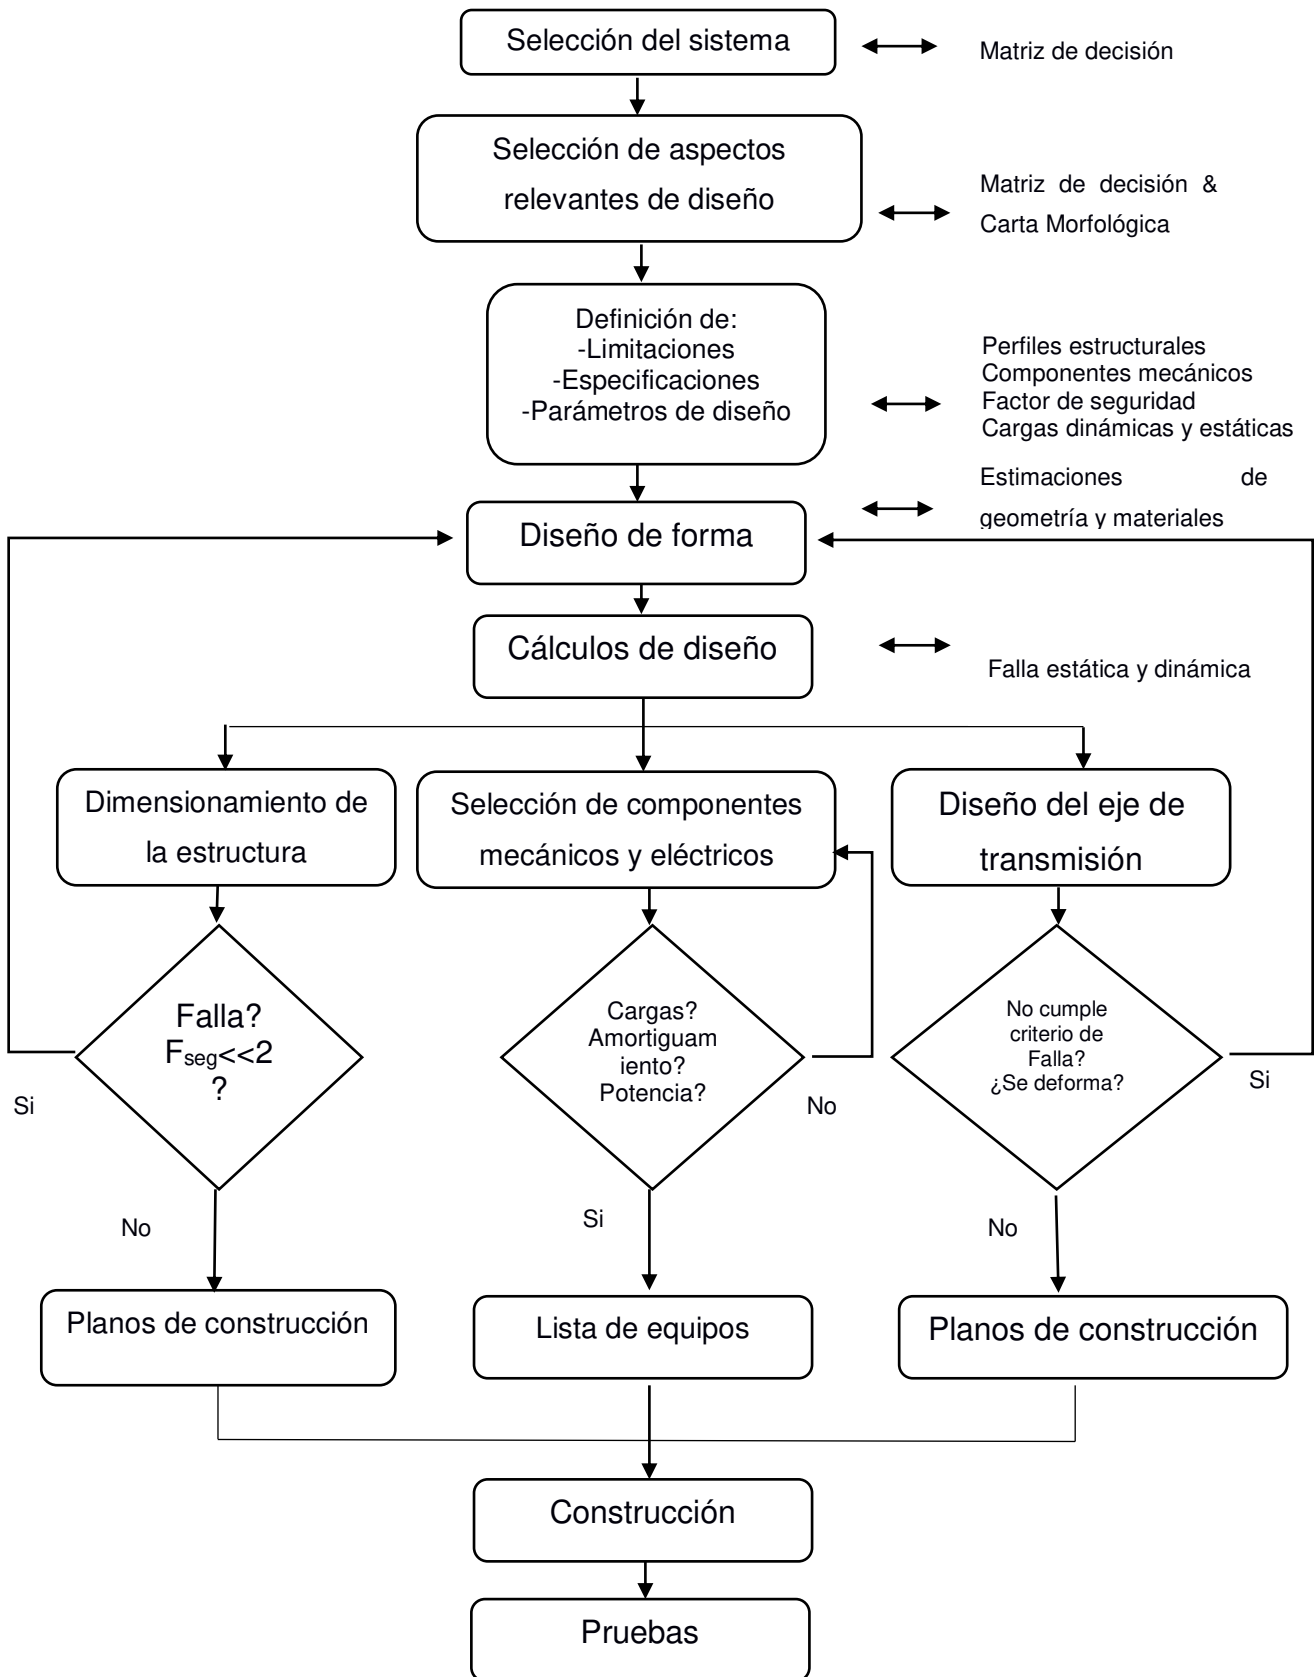 Selección del sistema
Matriz de decisión
Selección de aspectos
relevantes de diseño
Matriz de decisión &
Carta Morfológica
Definición de:
-Limitaciones
-Especificaciones
-Parámetros de diseño
Perfiles estructurales
Componentes mecánicos
Factor de seguridad
Cargas dinámicas y estáticas
Estimaciones de
geometría y materiales
Diseño de forma
Cálculos de diseño
Falla estática y dinámica
Dimensionamiento de
la estructura
Selección de componentes
mecánicos y eléctricos
Diseño del eje de
transmisión
Falla?
Fseg<<2
?
Si
No
Cargas?
Amortiguam
iento?
Potencia?
No
Si
No cumple
criterio de
Falla?
¿Se deforma?
Si
No
Planos de construcción
Lista de equipos
Planos de construcción
Construcción
Pruebas